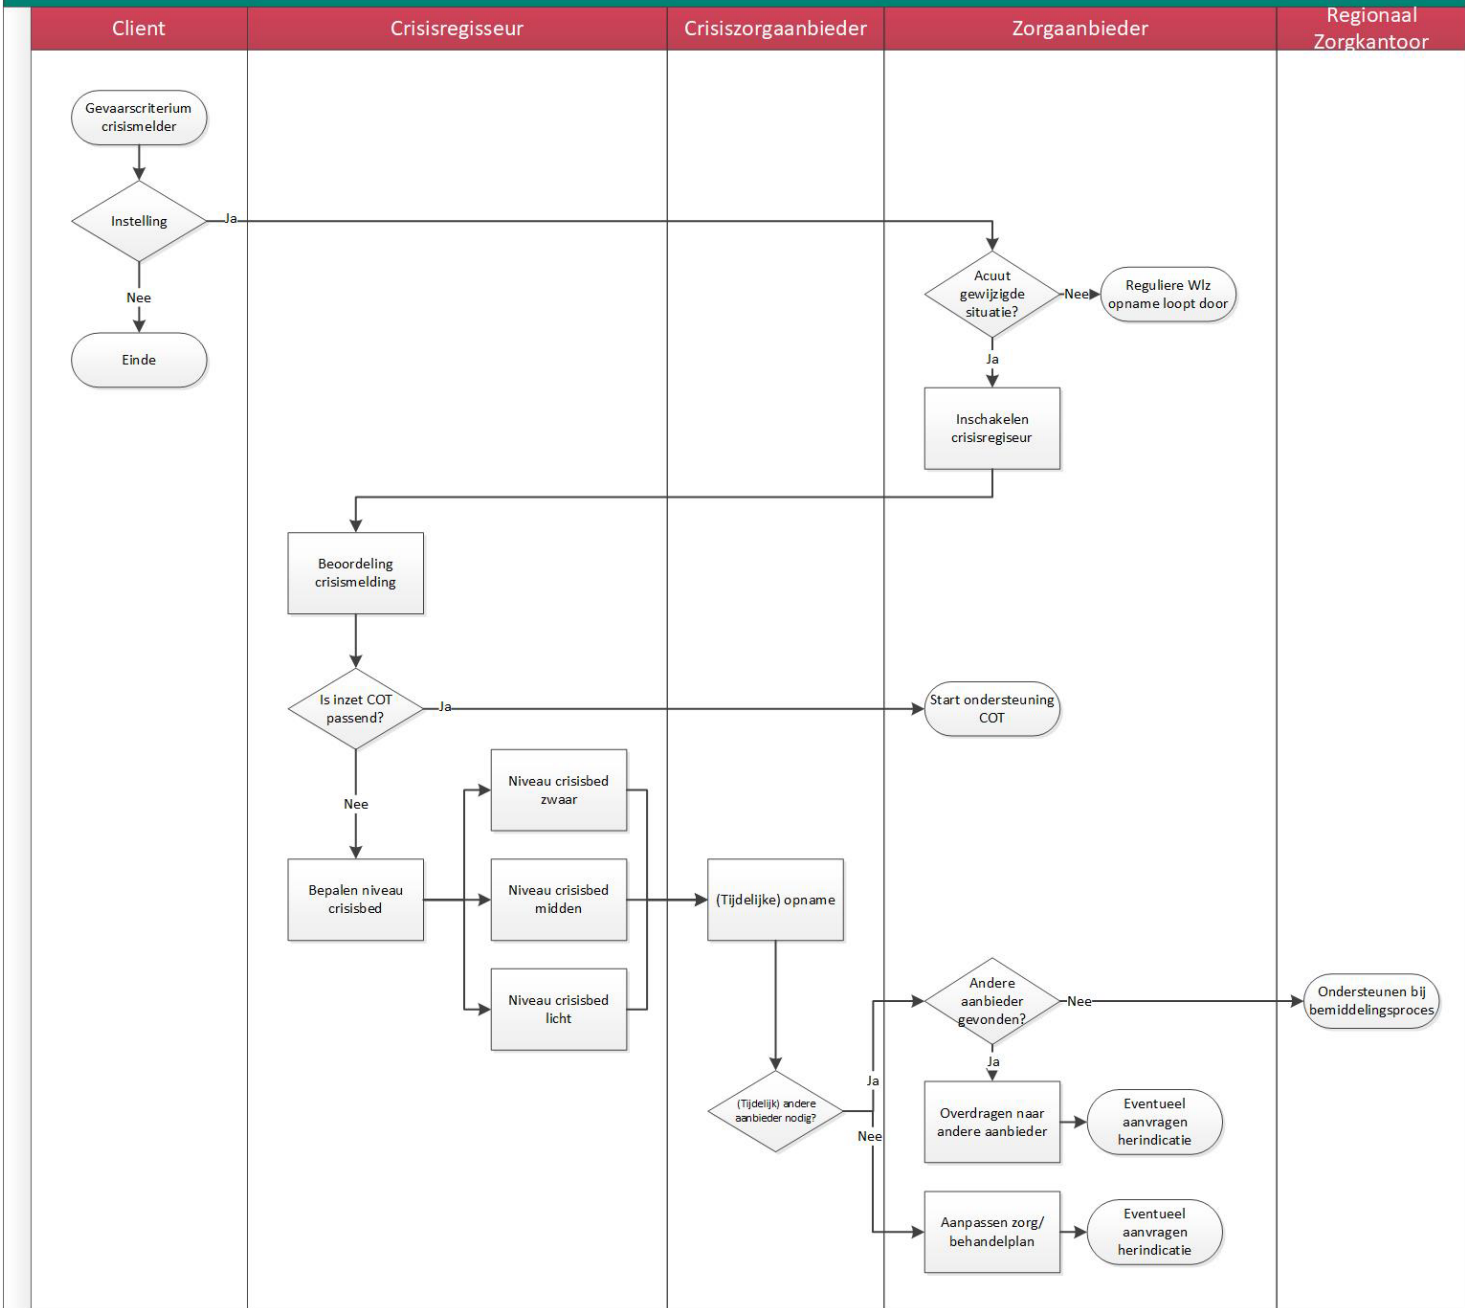 Client
Crisisregisseur
Crisiszorgaanbieder
Zorgaanbieder
Regionaal
Zorgkantoor
Gevaarscriterium
crisismelder
Instelling
Ja
Nee
Einde
Acuut
gewijzigde
situatie?
Nee
Reguliere Wlz
opname loopt door
Ja
Inschakelen
crisisregiseur
Beoordeling
crisismelding
Is inzet COT
passend?
Ja
Start ondersteuning
COT
Nee
Niveau crisisbed
zwaar
Bepalen niveau
crisisbed
Niveau crisisbed
midden
(Tijdelijke) opname
Niveau crisisbed
licht
Andere
aanbieder
gevonden?
Nee
Ondersteunen bij
bemiddelingsproces
Ja
(Tijdelijk) andere
aanbieder nodig?
Ja
Nee
Overdragen naar
andere aanbieder
Eventueel
aanvragen
herindicatie
Aanpassen zorg/
behandelplan
Eventueel
aanvragen
herindicatie